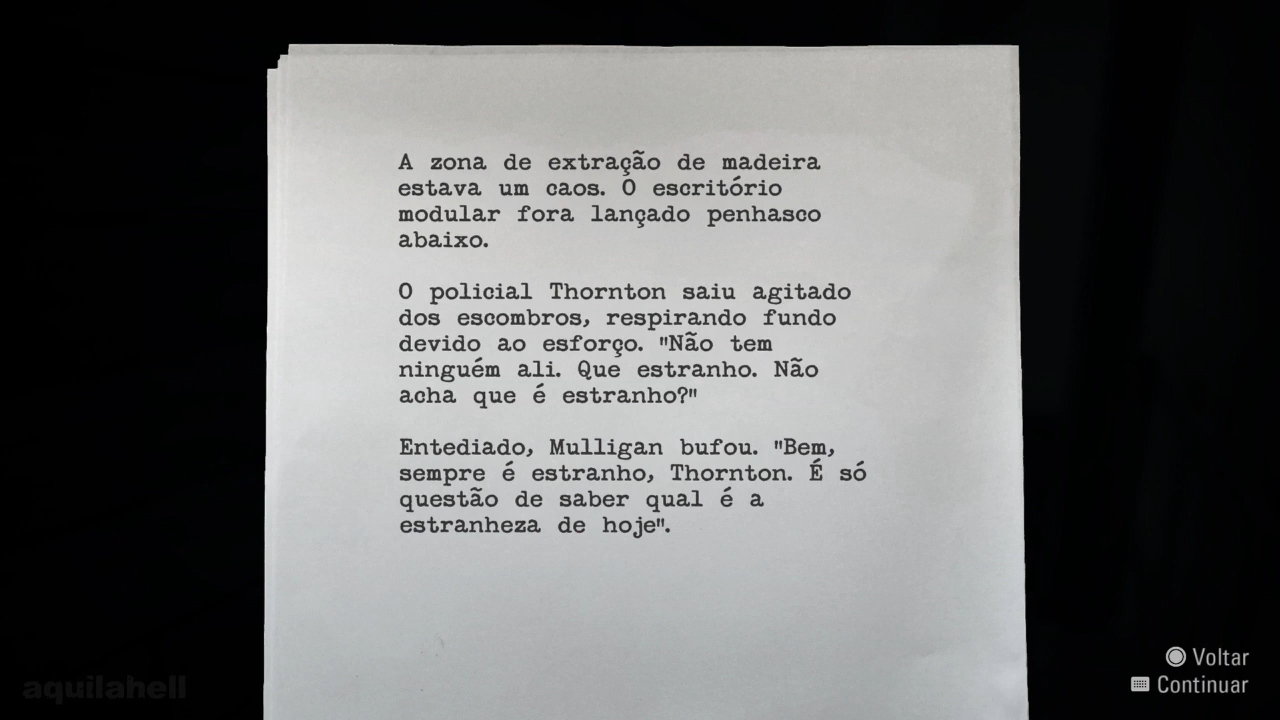 A zona de extração de madeira
estava um caos. O escritório
modular fora lançado penhasco
abaixo.
O policial Thornton saiu agitado
dos escombros, respirando fundo
devido ao esforço. "Não tem
ninguém ali. Que estranho. Não
acha que é estranho?"
Entediado, Mulligan bufou. "Bem,
sempre é estranho, Thornton. É só
questão de saber qual é a
estranheza de hoje".
Voltar
Continuar
aquilahell